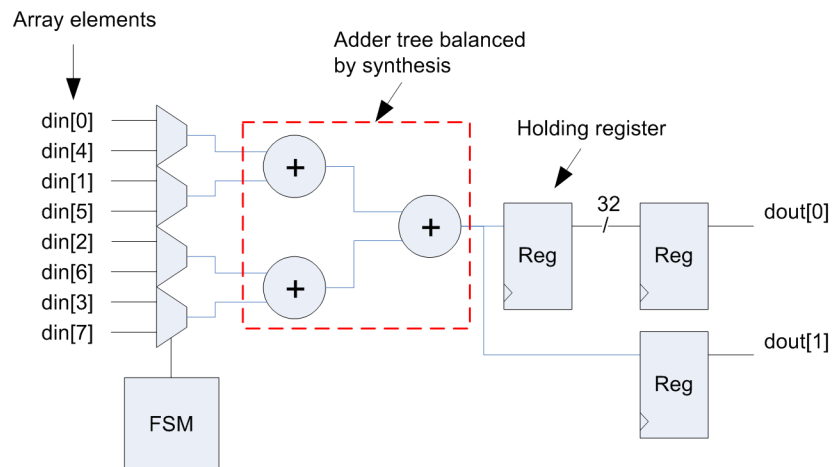 Array elements
Adder tree balanced
by synthesis
Holding register
din[0]
din[4]
din[1]
din[5]
din[2]
din[6]
din[3]
din[7]
+
+
+
32
Reg
Reg
dout[0]
Reg
dout[1]
FSM